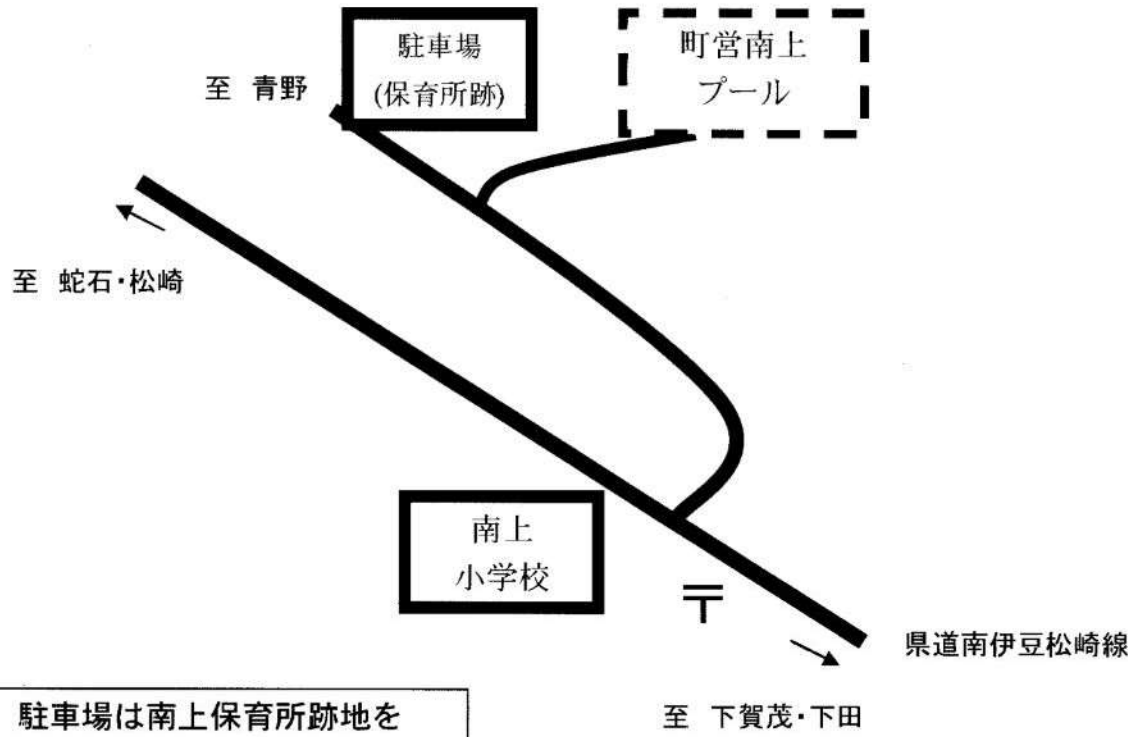 駐車場
(保育所跡)
町営南上
プール
至 青野
至 蛇石・松崎
南上
小学校
〒
県道南伊豆松崎線
至 下賀茂・下田
駐車場は南上保育所跡地を